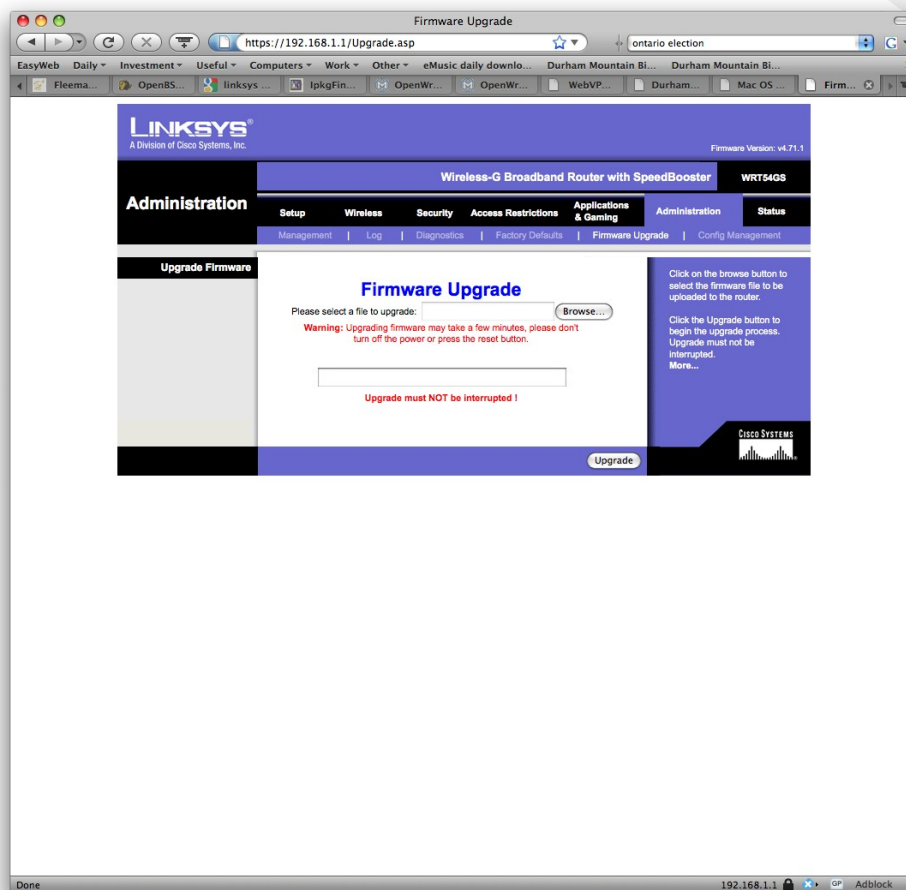 Firmware Upgrade
https://192.168.1.1/Upgrade.asp
ontario election
G
EasyWeb Daily Investment Useful Computers Work Other eMusic daily downlo... Durham Mountain Bi... Durham Mountain Bi...
Fleema... OpenBS... linksys ... IpkgFin... OpenWr... OpenWr... WebVP... Durham... Mac OS ... Firm...
LINKSYS®
A Division of Cisco Systems, Inc.
Firmware Version: v4.71.1
Wireless-G Broadband Router with SpeedBooster WRT54GS
Administration
Setup Wireless Security Access Restrictions Applications & Gaming Administration Status
Management | Log | Diagnostics | Factory Defaults | Firmware Upgrade | Config Management
Upgrade Firmware
Firmware Upgrade
Please select a file to upgrade: Browse...
Warning: Upgrading firmware may take a few minutes, please don't
turn off the power or press the reset button.
Upgrade must NOT be interrupted !
Click on the browse button to
select the firmware file to be
uploaded to the router.
Click the Upgrade button to
begin the upgrade process.
Upgrade must not be
interrupted.
More...
CISCO SYSTEMS
Upgrade
Done
192.168.1.1 GP Adblock